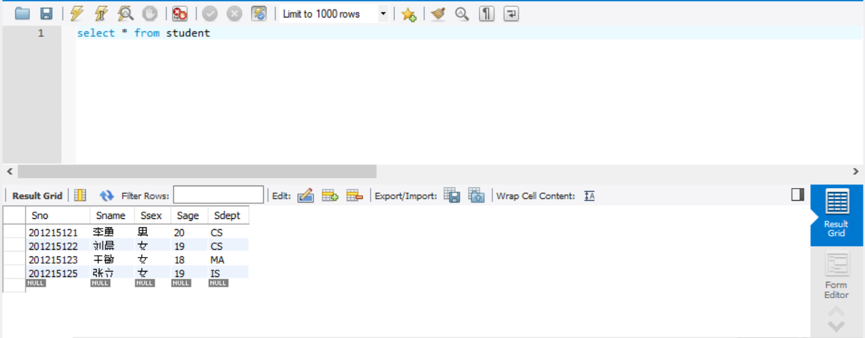 Limit to 1000 rows
1 select * from student
Result Grid Filter Rows: Edit: Export/Import: Wrap Cell Content: IA
Sno Sname Ssex Sage Sdept
201215121 李勇 男 20 CS
201215122 刘晨 女 19 CS
201215123 王敏 女 18 MA
201215125 张立 女 19 IS
NULL NULL NULL NULL NULL
Result
Grid
Form
Editor